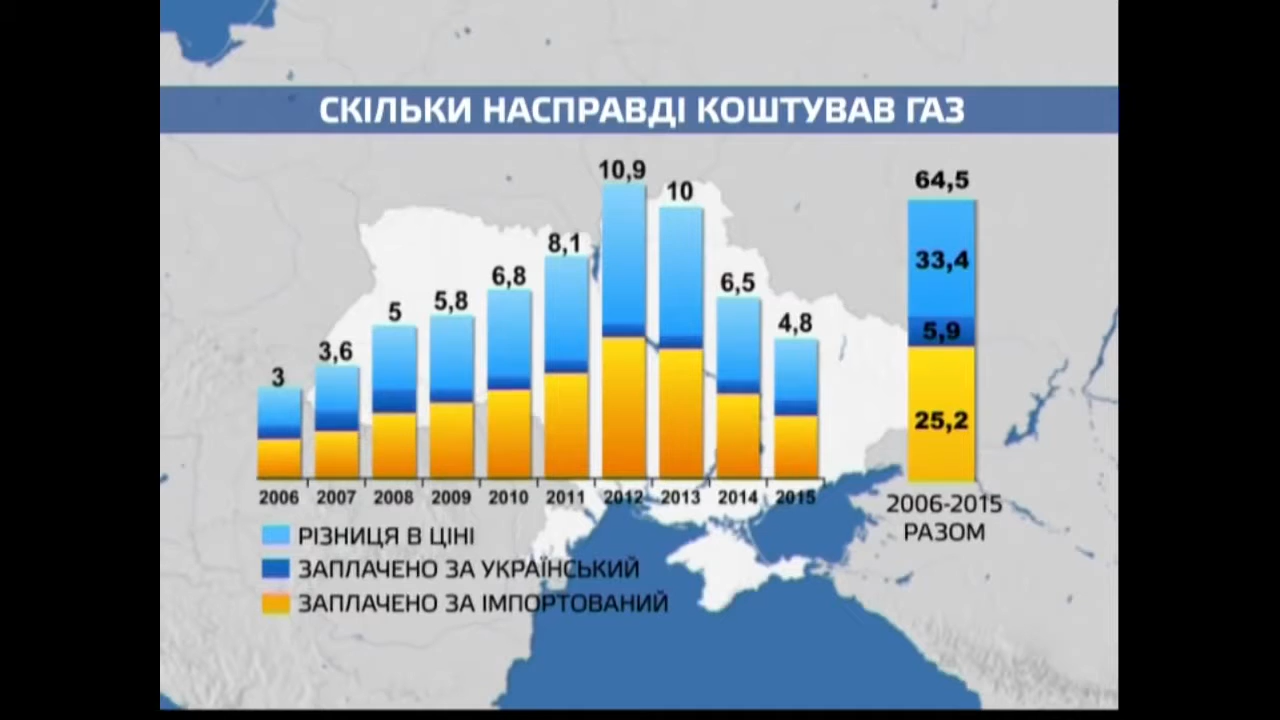 СКІЛЬКИ НАСПРАВДІ КОШТУВАВ ГАЗ
3
3,6
5
5,8
6,8
8,1
10,9
10
6,5
4,8
64,5
33,4
5,9
25,2
2006 2007 2008 2009 2010 2011 2012 2013 2014 2015
2006-2015
РАЗОМ
РІЗНИЦЯ В ЦІНІ
ЗАПЛАЧЕНО ЗА УКРАЇНСЬКИЙ
ЗАПЛАЧЕНО ЗА ІМПОРТОВАНИЙ